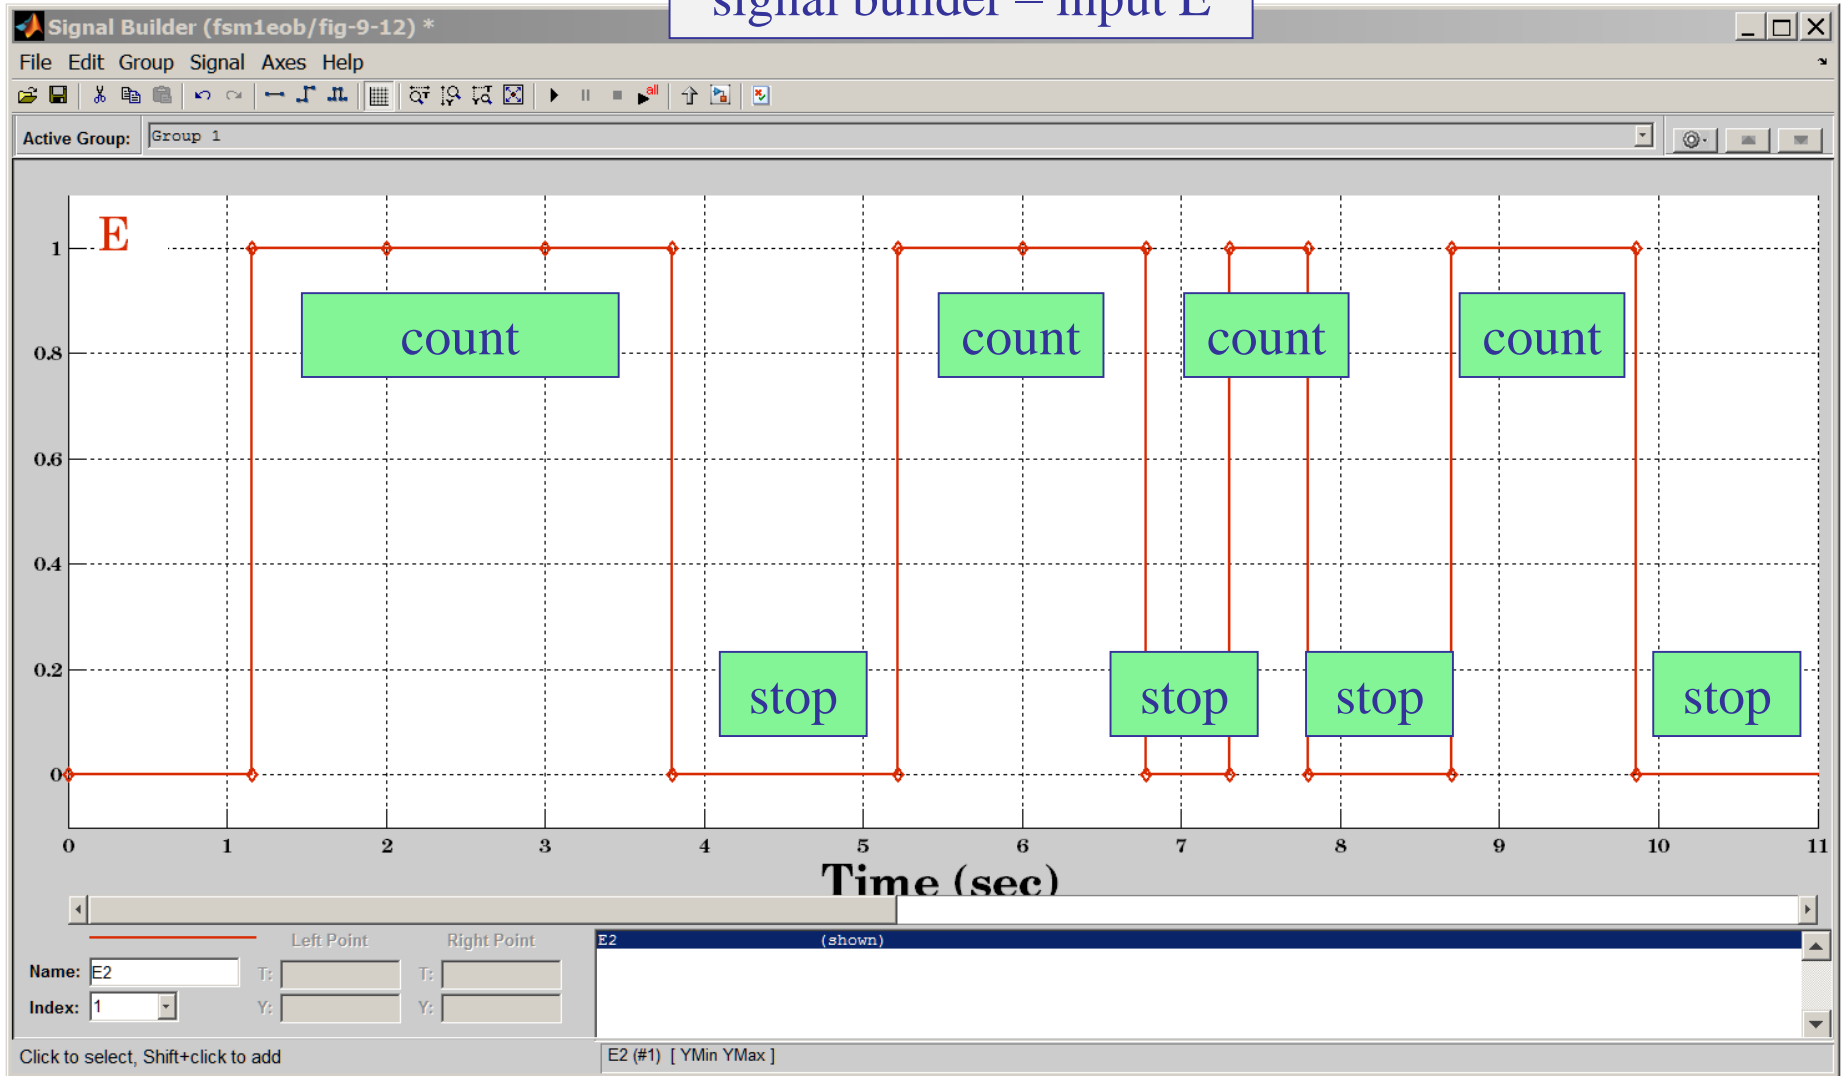 signal builder – input E
Signal Builder (fsm1eob/fig-9-12) *
File Edit Group Signal Axes Help
all
Active Group: Group 1
E
1
0.8
0.6
0.4
0.2
0
count count count count
stop stop stop stop
0 1 2 3 4 5 6 7 8 9 10 11
Time (sec)
Left Point Right Point
Name: E2 T: T:
Index: 1 Y: Y:
E2 (shown)
Click to select, Shift+click to add
E2 (#1) [ YMin YMax ]